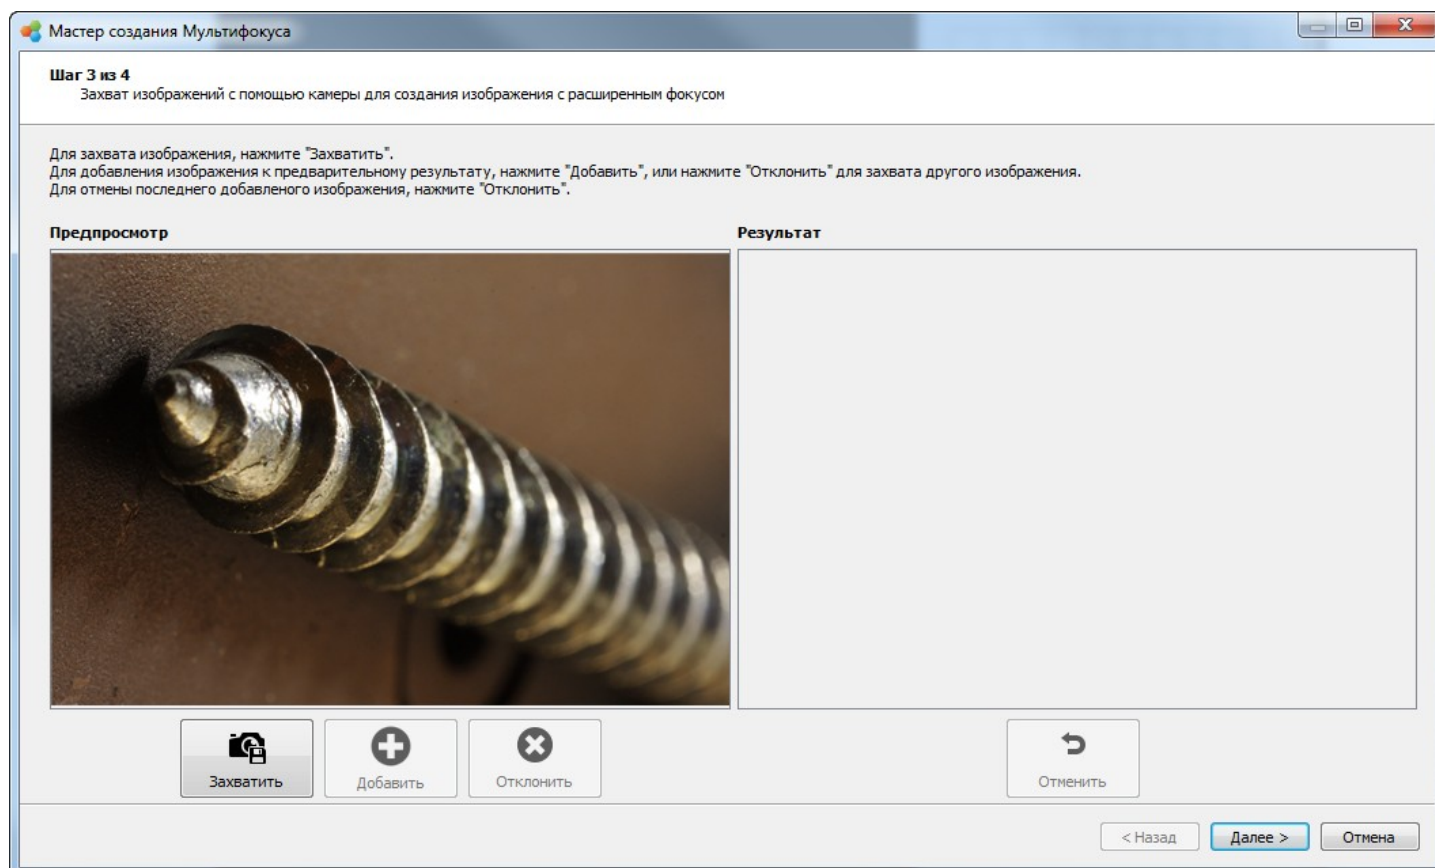 Мастер создания Мультифокуса
Шаг 3 из 4
Захват изображений с помощью камеры для создания изображения с расширенным фокусом
Для захвата изображения, нажмите "Захватить".
Для добавления изображения к предварительному результату, нажмите "Добавить", или нажмите "Отклонить" для захвата другого изображения.
Для отмены последнего добавленого изображения, нажмите "Отклонить".
Предпросмотр
Результат
Захватить
Добавить
Отклонить
Отменить
< Назад
Далее >
Отмена